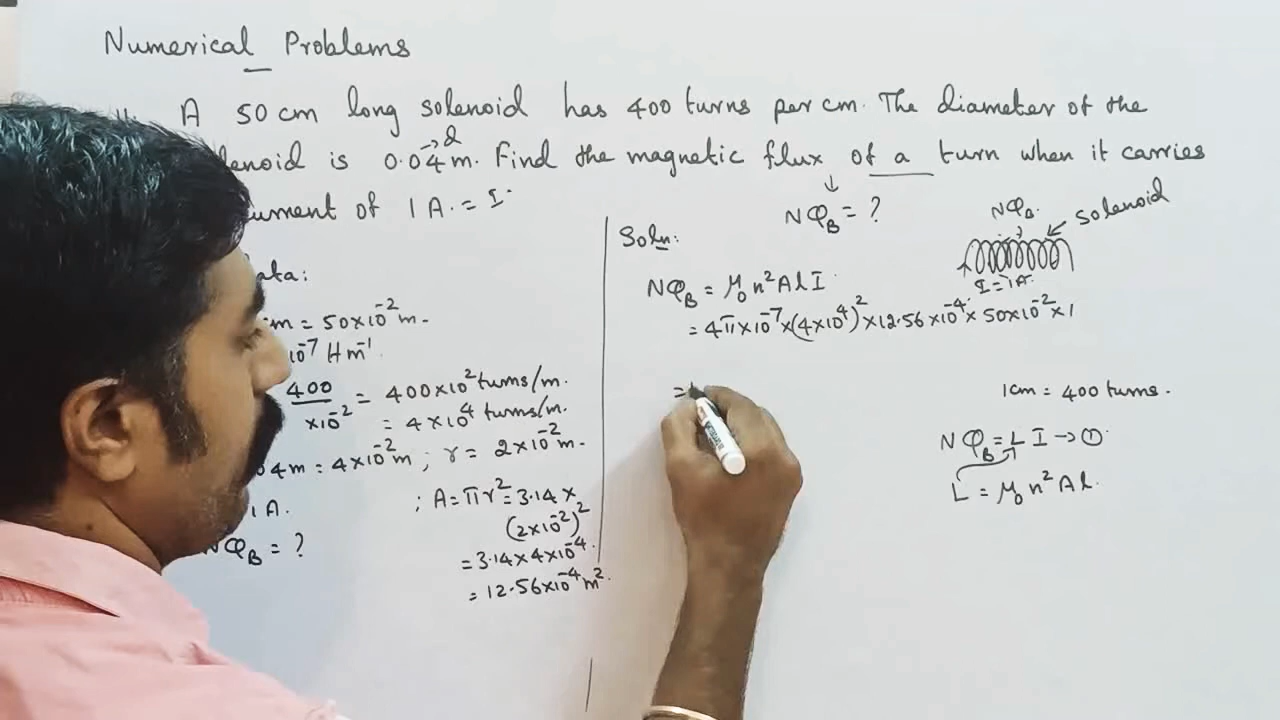 Numerical Problems
A 50 cm long solenoid has 400 turns per cm. The diameter of the
lenoid is 0.04 m. Find the magnetic flux of a turn when it carries
→ d
current of 1 A. = I.
NΦB = ?
ata:
m = 50×10⁻² m.
10⁻⁷ Hm⁻¹
400/×10⁻² = 400×10² turns/m.
= 4×10⁴ turns/m.
04m = 4×10⁻² m ; r = 2×10⁻² m.
1 A.
; A = πr² = 3.14 ×
(2×10⁻²)²
= 3.14×4×10⁻⁴.
= 12.56×10⁻⁴ m².
NΦB = ?
Soln:
NΦB = μ₀ n² A l I
= 4π×10⁻⁷×(4×10⁴)²×12.56×10⁻⁴×50×10⁻²×1
=
NΦB.
solenoid
I = 1A.
1cm = 400 turns.
NΦB = L I → ①
L = μ₀ n² A l.